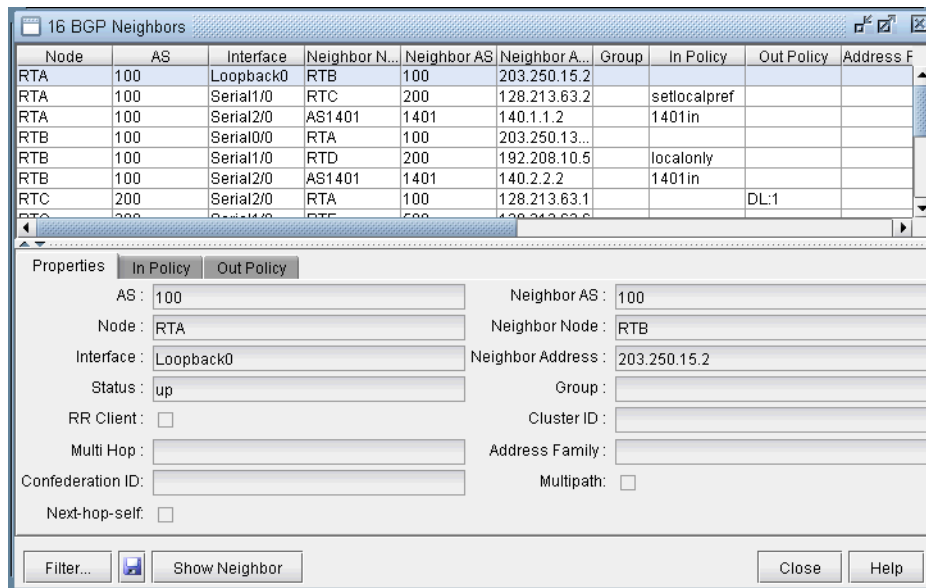 16 BGP Neighbors
Node AS Interface Neighbor N... Neighbor AS Neighbor A... Group In Policy Out Policy Address F
RTA 100 Loopback0 RTB 100 203.250.15.2
RTA 100 Serial1/0 RTC 200 128.213.63.2 setlocalpref
RTA 100 Serial2/0 AS1401 1401 140.1.1.2 1401in
RTB 100 Serial0/0 RTA 100 203.250.13...
RTB 100 Serial1/0 RTD 200 192.208.10.5 localonly
RTB 100 Serial2/0 AS1401 1401 140.2.2.2 1401in
RTC 200 Serial2/0 RTA 100 128.213.63.1 DL:1
Properties In Policy Out Policy
AS : 100 Neighbor AS : 100
Node : RTA Neighbor Node : RTB
Interface : Loopback0 Neighbor Address : 203.250.15.2
Status : up Group :
RR Client : Cluster ID :
Multi Hop : Address Family :
Confederation ID: Multipath:
Next-hop-self:
Filter... Show Neighbor Close Help